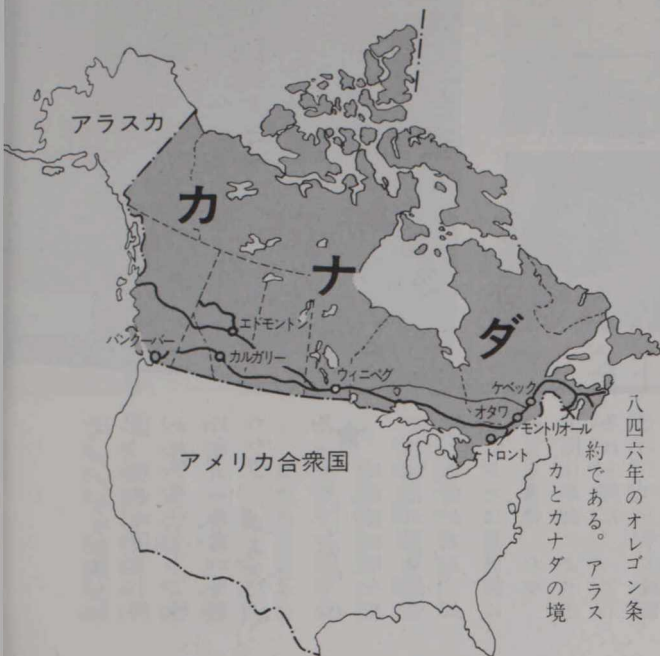 アラスカ
カ
ナ
ダ
エドモントン
バンクーバー
カルガリー
ウィニペグ
ケベック
オタワ
モントリオール
トロント
アメリカ合衆国
八四六年のオレゴン条
約である。アラス
カとカナダの境